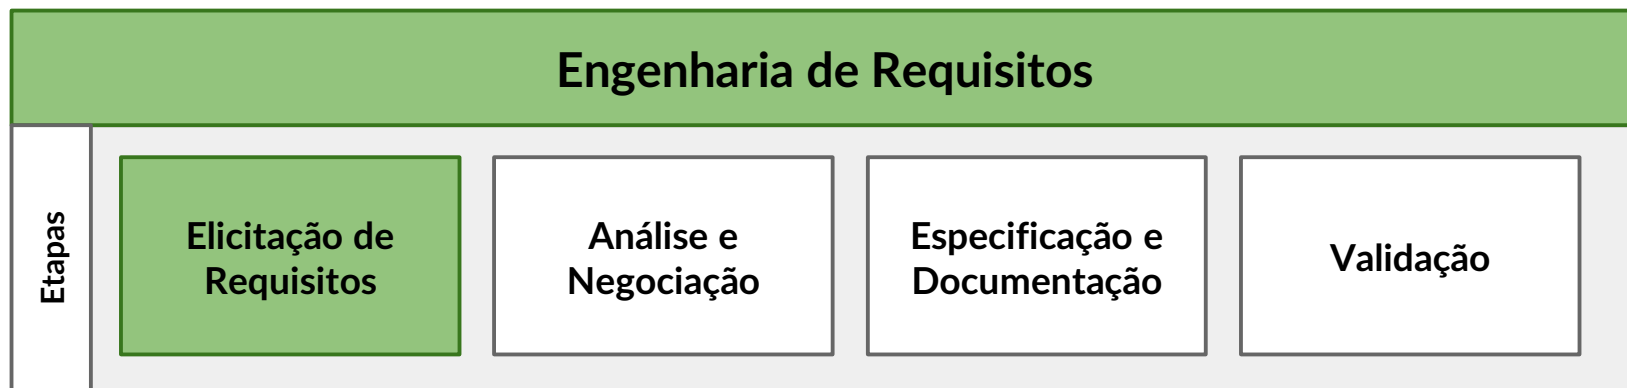 Engenharia de Requisitos
Etapas
Elicitação de
Requisitos
Análise e
Negociação
Especificação e
Documentação
Validação